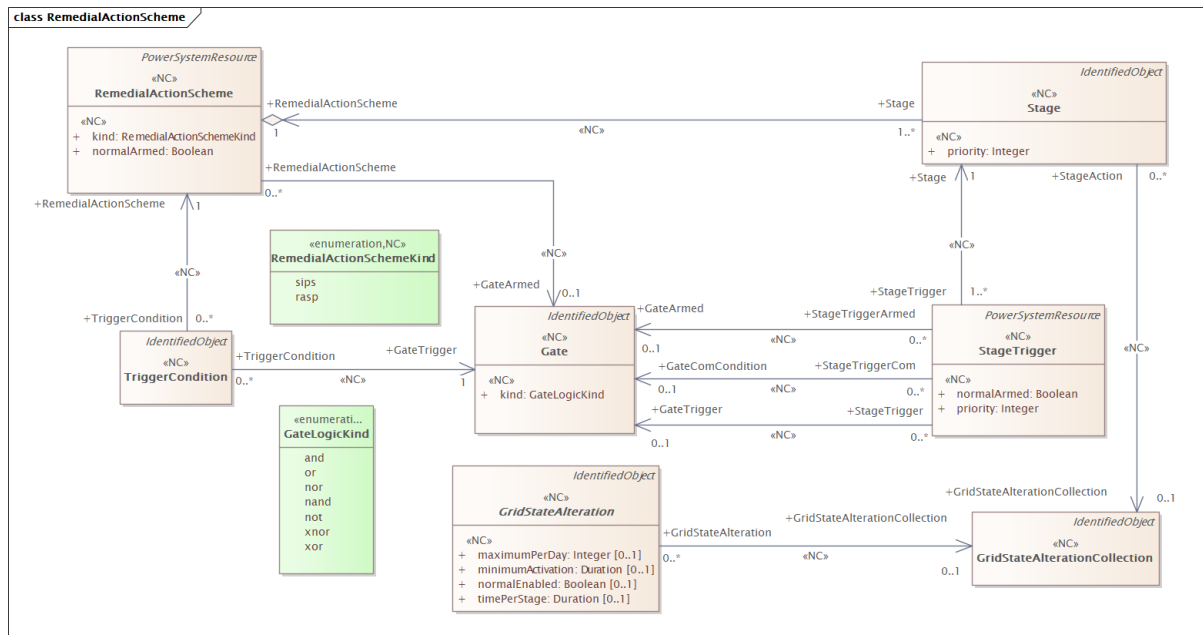 class RemedialActionScheme
PowerSystemResource
«NC»
RemedialActionScheme
«NC»
+ kind: RemedialActionSchemeKind
+ normalArmed: Boolean
+RemedialActionScheme
1
«NC»
+Stage
1..*
IdentifiedObject
«NC»
Stage
«NC»
+ priority: Integer
+RemedialActionScheme
0..*
«NC»
+GateArmed
0..1
+RemedialActionScheme
1
«NC»
+TriggerCondition
0..*
«enumeration,NC»
RemedialActionSchemeKind
sips
rasp
+Stage
1
«NC»
+StageTrigger
1..*
+StageAction
0..*
«NC»
+GridStateAlterationCollection
0..1
IdentifiedObject
«NC»
TriggerCondition
+TriggerCondition
0..*
«NC»
+GateTrigger
1
IdentifiedObject
«NC»
Gate
«NC»
+ kind: GateLogicKind
+GateArmed
0..1
«NC»
+StageTriggerArmed
0..*
+GateComCondition
0..1
«NC»
+StageTriggerCom
0..*
+GateTrigger
0..1
«NC»
+StageTrigger
0..*
PowerSystemResource
«NC»
StageTrigger
«NC»
+ normalArmed: Boolean
+ priority: Integer
«enumerati...
GateLogicKind
and
or
nor
nand
not
xnor
xor
IdentifiedObject
«NC»
GridStateAlteration
«NC»
+ maximumPerDay: Integer [0..1]
+ minimumActivation: Duration [0..1]
+ normalEnabled: Boolean [0..1]
+ timePerStage: Duration [0..1]
+GridStateAlteration
0..*
«NC»
+GridStateAlterationCollection
0..1
IdentifiedObject
«NC»
GridStateAlterationCollection